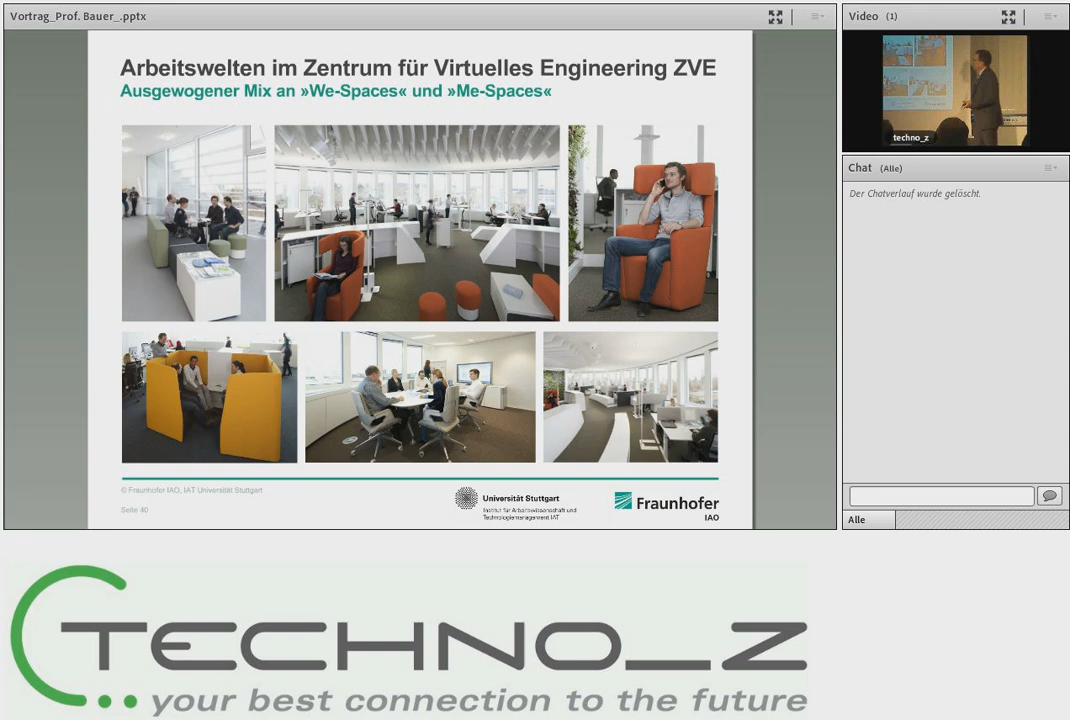 Vortrag_Prof. Bauer_.pptx
Arbeitswelten im Zentrum für Virtuelles Engineering ZVE
Ausgewogener Mix an »We-Spaces« und »Me-Spaces«
© Fraunhofer IAO, IAT Universität Stuttgart
Seite 40
Universität Stuttgart
Institut für Arbeitswissenschaft und
Technologiemanagement IAT
Fraunhofer
IAO
Video (1)
techno_z
Chat (Alle)
Der Chatverlauf wurde gelöscht.
Alle
TECHNO_Z
your best connection to the future